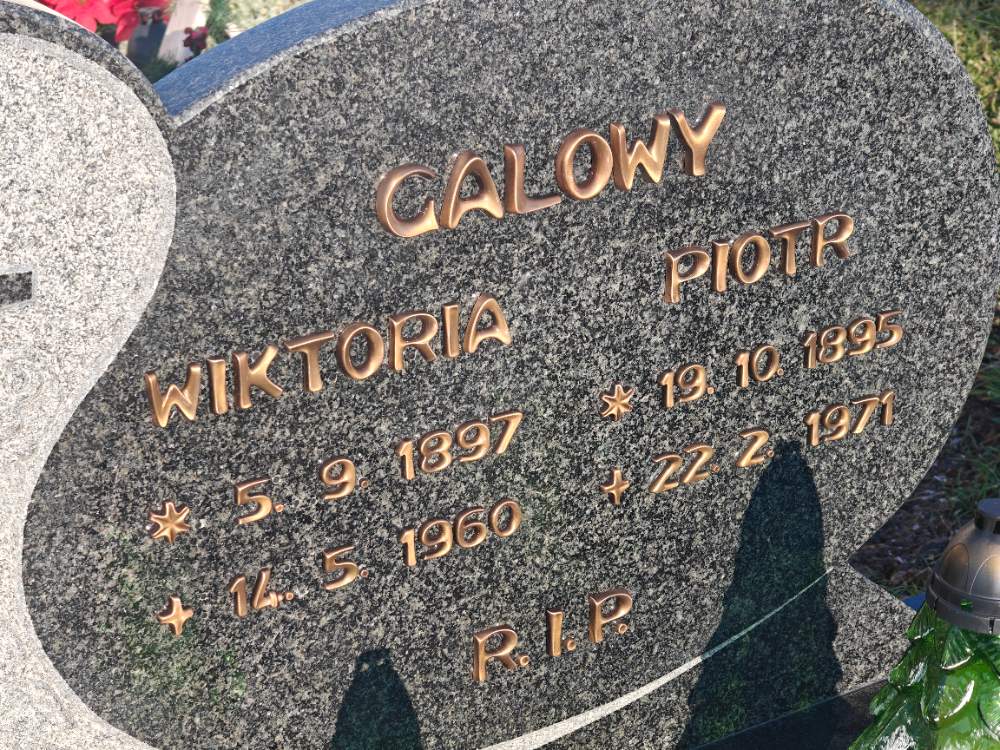 GALOWY
WIKTORIA
* 5. 9. 1897
+ 14. 5. 1960
PIOTR
* 19. 10. 1895
+ 22. 2. 1971
R. I. P.